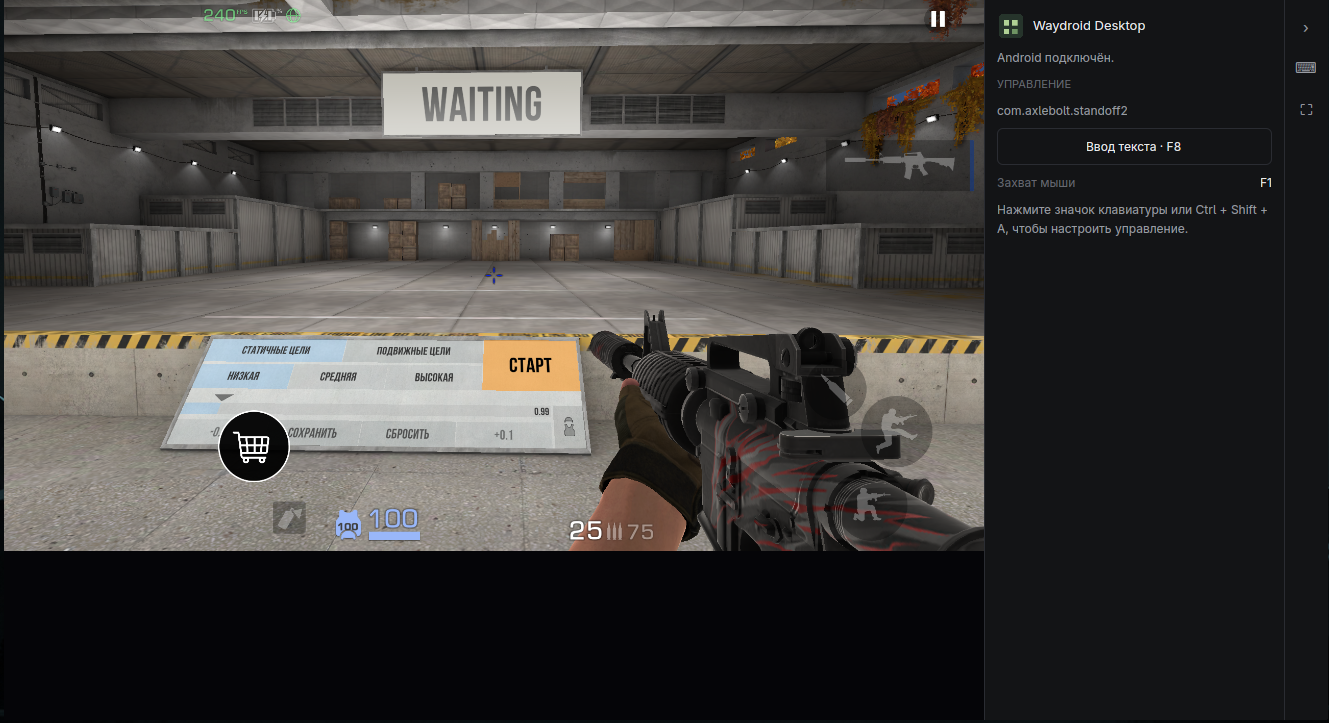 240 FPS
Waydroid Desktop
Android подключён.
УПРАВЛЕНИЕ
com.axlebolt.standoff2
Ввод текста · F8
Захват мыши F1
Нажмите значок клавиатуры или Ctrl + Shift +
A, чтобы настроить управление.
WAITING
СТАТИЧНЫЕ ЦЕЛИ ПОДВИЖНЫЕ ЦЕЛИ СТАРТ
НИЗКАЯ СРЕДНЯЯ ВЫСОКАЯ
0.99
СОХРАНИТЬ СБРОСИТЬ +0.1
100 100
25 75